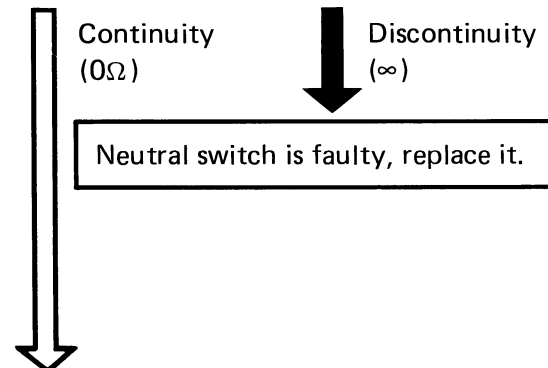 Continuity
(0Ω)
Discontinuity
(∞)
Neutral switch is faulty, replace it.